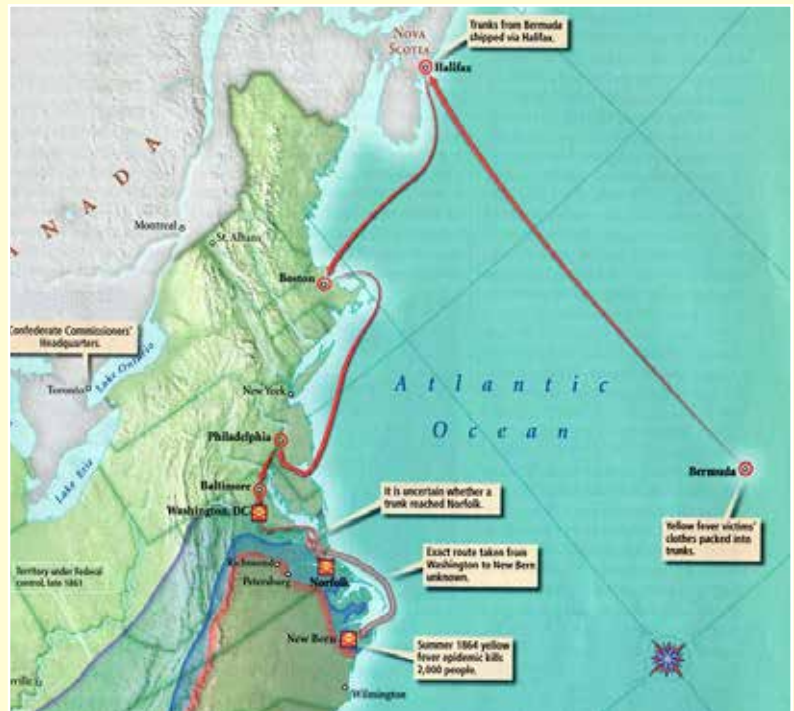 Trunks from Bermuda
shipped via Halifax.
NOVA
SCOTIA
Halifax
NADA
Montreal
St. Albans
Boston
Confederate Commissioners'
Headquarters.
Toronto
Lake Ontario
New York
Atlantic
Ocean
Philadelphia
Lake Erie
Baltimore
Washington, DC
It is uncertain whether a
trunk reached Norfolk.
Bermuda
Yellow fever victims'
clothes packed into
trunks.
Exact route taken from
Washington to New Bern
unknown.
Territory under Federal
control, late 1861
Richmond
Petersburg
Norfolk
New Bern
Summer 1864 yellow
fever epidemic kills
2,000 people.
Wilmington